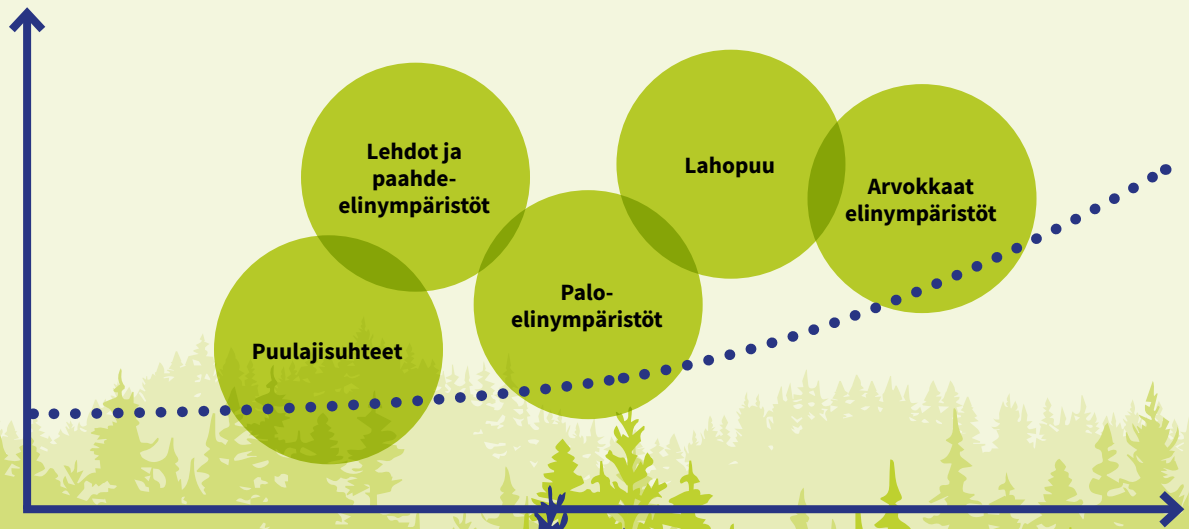 Lehdot ja
paahde-
elinympäristöt
Lahopuu
Arvokkaat
elinympäristöt
Palo-
elinympäristöt
Puulajisuhteet